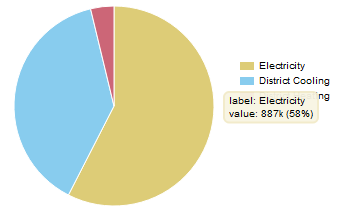 Electricity
District Cooling
label: Electricity
value: 887k (58%)